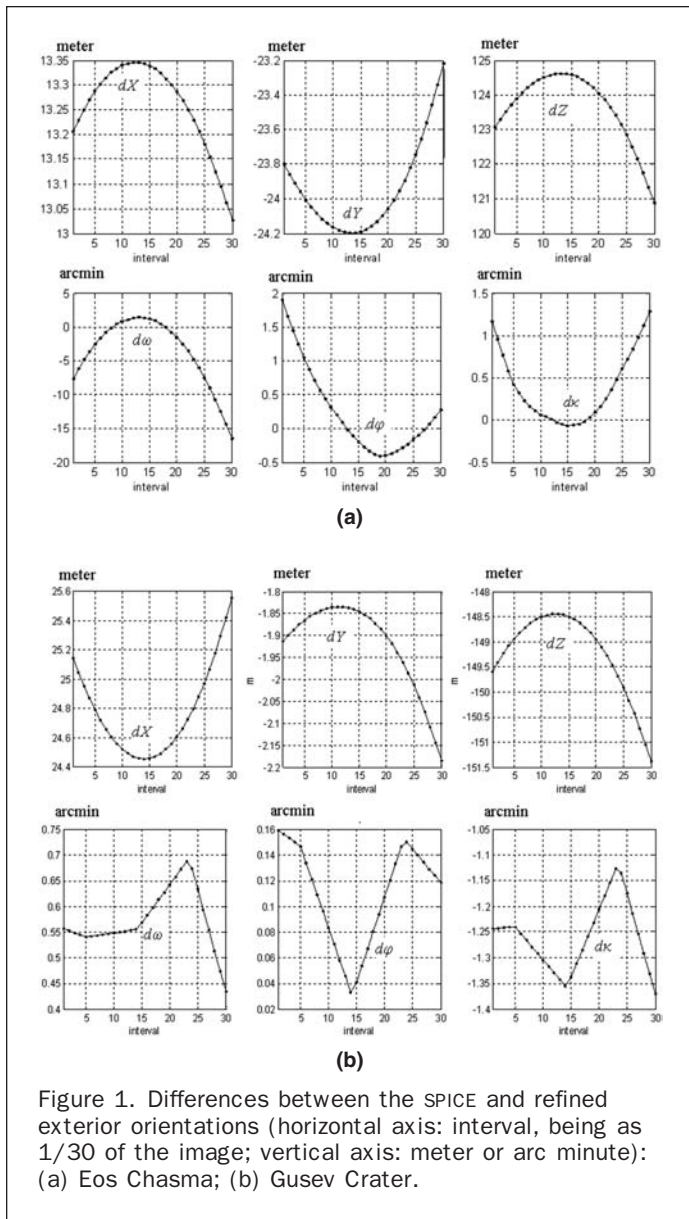 meter meter meter
13.35 -23.2 125
13.3 -23.4 124
13.25 -23.6
13.2 -23.8 123
13.15 122
13.1 -24 121
13.05
13 -24.2 120
dX dY dZ
5 10 15 20 25 30 5 10 15 20 25 30 5 10 15 20 25 30
interval interval interval
arcmin arcmin arcmin
5 2 1.5
0 1.5 1
-5 1
-10 0.5 0.5
-15 0 0
-20 -0.5 -0.5
dω dφ dκ
5 10 15 20 25 30 5 10 15 20 25 30 5 10 15 20 25 30
interval interval interval
(a)
meter meter meter
25.6 -1.8 -148
25.4 -1.85 -148.5
25.2 -1.9 -149
25 -1.95 -149.5
24.8 -2 -150
24.6 -2.05 -150.5
24.4 -2.1 -151
-2.15 -151.5
-2.2
m m
dX dY dZ
5 10 15 20 25 30 5 10 15 20 25 30 5 10 15 20 25 30
interval interval interval
arcmin arcmin arcmin
0.75 0.16 -1.05
0.7 0.14 -1.1
0.65 0.12 -1.15
0.6 0.1 -1.2
0.55 0.08 -1.25
0.5 0.06 -1.3
0.45 0.04 -1.35
0.4 0.02 -1.4
dω dφ dκ
5 10 15 20 25 30 5 10 15 20 25 30 5 10 15 20 25 30
interval interval interval
(b)
Figure 1. Differences between the SPICE and refined
exterior orientations (horizontal axis: interval, being as
1/30 of the image; vertical axis: meter or arc minute):
(a) Eos Chasma; (b) Gusev Crater.